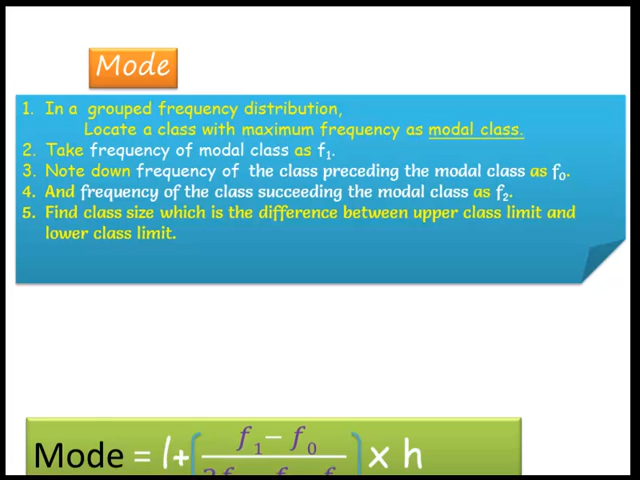 Mode
1. In a grouped frequency distribution,
Locate a class with maximum frequency as modal class.
2. Take frequency of modal class as f₁.
3. Note down frequency of the class preceding the modal class as f₀.
4. And frequency of the class succeeding the modal class as f₂.
5. Find class size which is the difference between upper class limit and
lower class limit.
f₁ − f₀
Mode = l+ ( ) x h